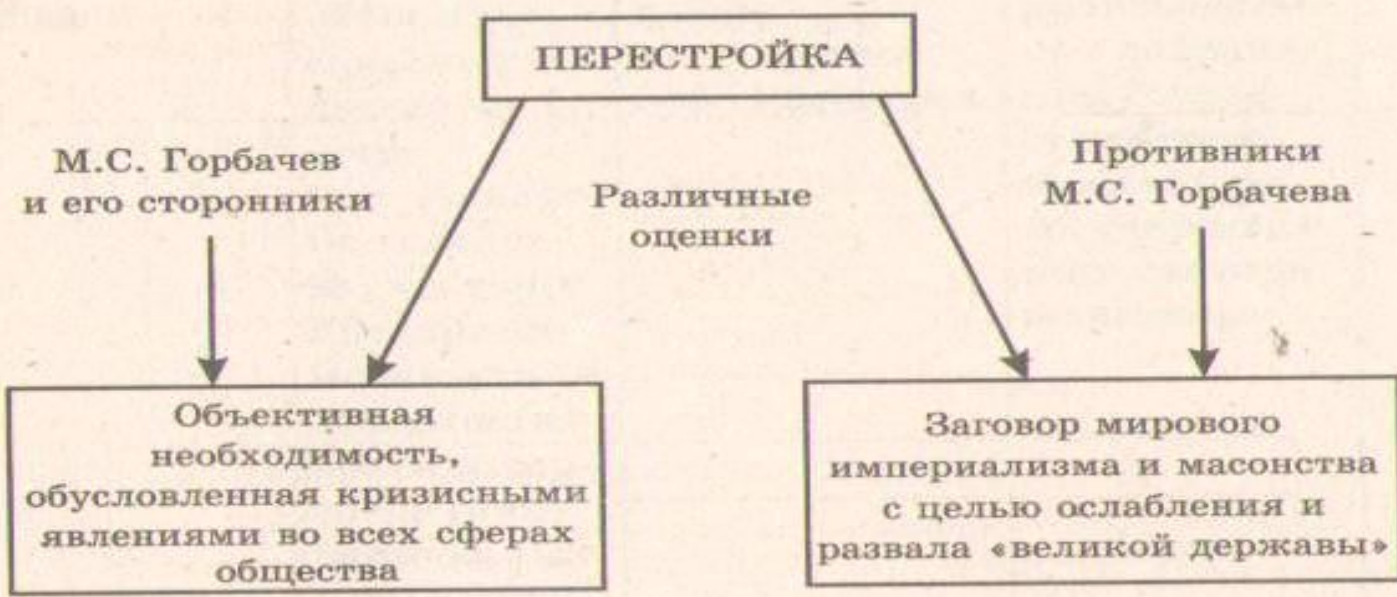 ПЕРЕСТРОЙКА
М.С. Горбачев
и его сторонники
Различные
оценки
Противники
М.С. Горбачева
Объективная
необходимость,
обусловленная кризисными
явлениями во всех сферах
общества
Заговор мирового
империализма и масонства
с целью ослабления и
развала «великой державы»